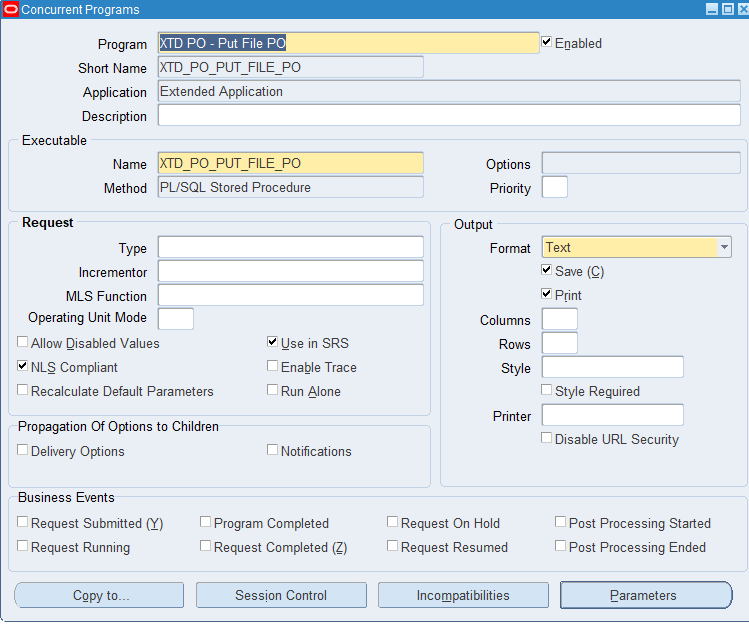 Concurrent Programs
Program XTD PO - Put File PO Enabled
Short Name XTD_PO_PUT_FILE_PO
Application Extended Application
Description
Executable
Name XTD_PO_PUT_FILE_PO Options
Method PL/SQL Stored Procedure Priority
Request
Type
Incrementor
MLS Function
Operating Unit Mode
Allow Disabled Values Use in SRS
NLS Compliant Enable Trace
Recalculate Default Parameters Run Alone
Output
Format Text
Save (C)
Print
Columns
Rows
Style
Style Required
Printer
Disable URL Security
Propagation Of Options to Children
Delivery Options Notifications
Business Events
Request Submitted (Y) Program Completed Request On Hold Post Processing Started
Request Running Request Completed (Z) Request Resumed Post Processing Ended
Copy to... Session Control Incompatibilities Parameters